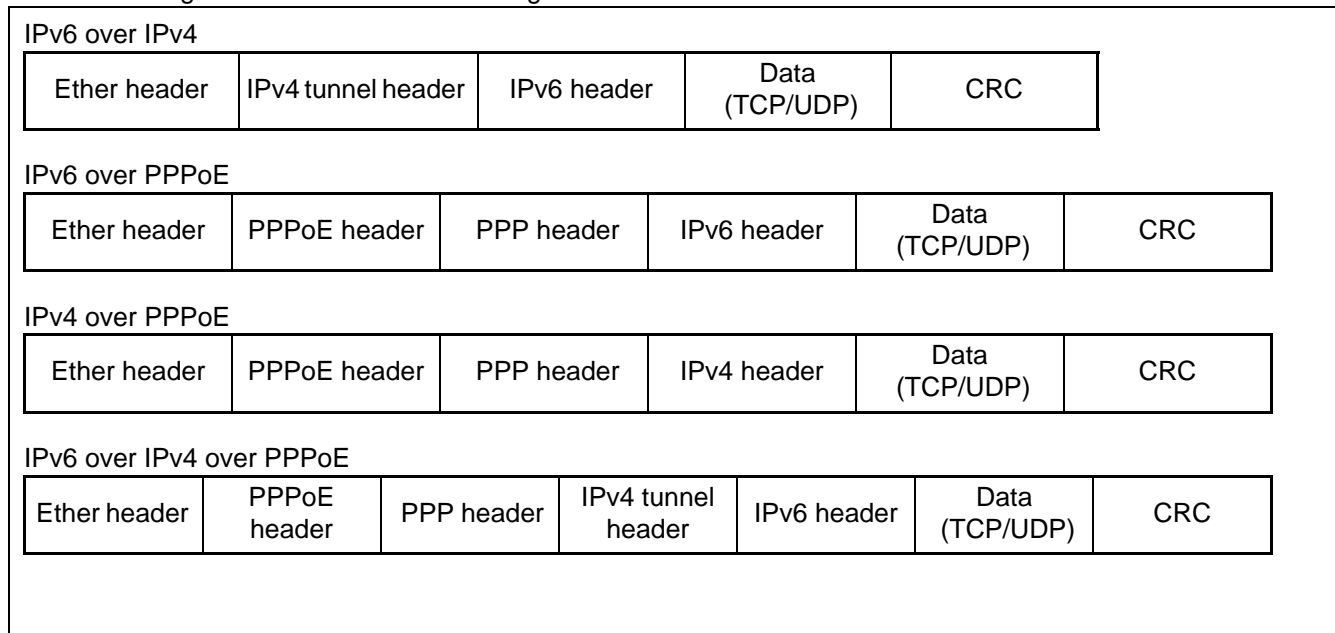 IPv6 over IPv4
Ether header IPv4 tunnel header IPv6 header Data (TCP/UDP) CRC
IPv6 over PPPoE
Ether header PPPoE header PPP header IPv6 header Data (TCP/UDP) CRC
IPv4 over PPPoE
Ether header PPPoE header PPP header IPv4 header Data (TCP/UDP) CRC
IPv6 over IPv4 over PPPoE
Ether header PPPoE header PPP header IPv4 tunnel header IPv6 header Data (TCP/UDP) CRC